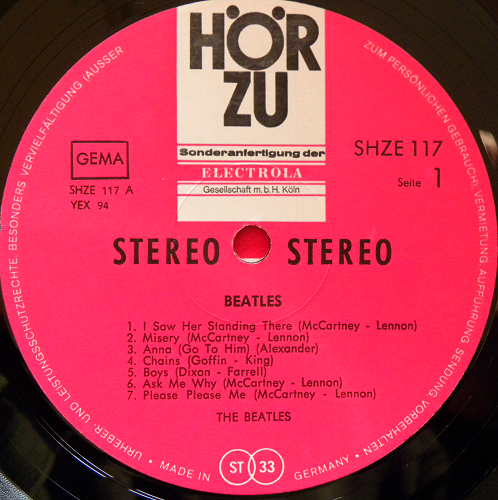 HÖR
ZU
Sonderanfertigung der
ELECTROLA
Gesellschaft m.b.H. Köln
GEMA
SHZE 117 A
YEX 94
SHZE 117
Seite 1
STEREO STEREO
BEATLES
1. I Saw Her Standing There (McCartney - Lennon)
2. Misery (McCartney - Lennon)
3. Anna (Go To Him) (Alexander)
4. Chains (Goffin - King)
5. Boys (Dixon - Farrell)
6. Ask Me Why (McCartney - Lennon)
7. Please Please Me (McCartney - Lennon)
THE BEATLES
URHEBER- UND LEISTUNGSSCHUTZRECHTE, BESONDERS VERVIELFÄLTIGUNG (AUSSER
ZUM PERSÖNLICHEN GEBRAUCH), VERMIETUNG, AUFFÜHRUNG, SENDUNG, VORBEHALTEN
• MADE IN ST 33 GERMANY •